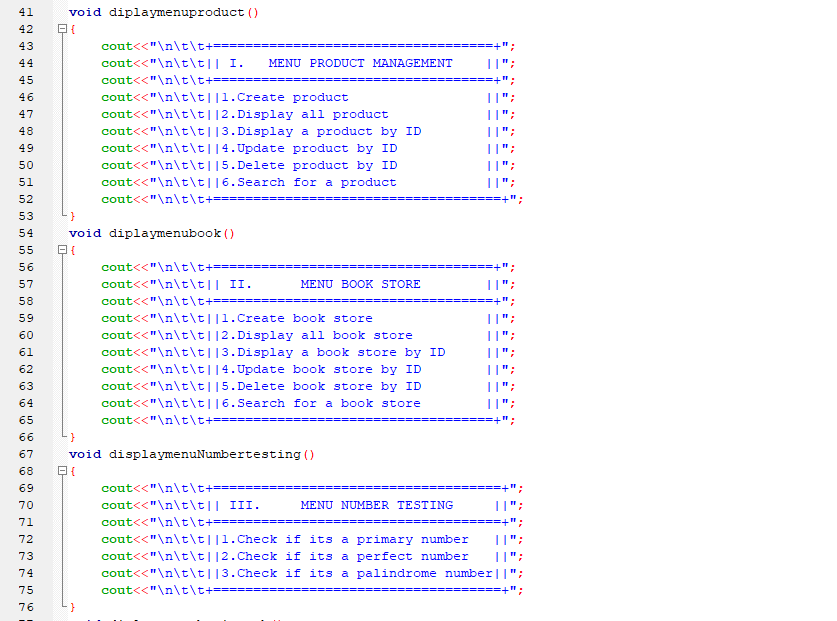 41 void diplaymenuproduct()
42 {
43     cout<<"\n\t\t+===================================+";
44     cout<<"\n\t\t|| I.   MENU PRODUCT MANAGEMENT    ||";
45     cout<<"\n\t\t+===================================+";
46     cout<<"\n\t\t||1.Create product                 ||";
47     cout<<"\n\t\t||2.Display all product            ||";
48     cout<<"\n\t\t||3.Display a product by ID        ||";
49     cout<<"\n\t\t||4.Update product by ID           ||";
50     cout<<"\n\t\t||5.Delete product by ID           ||";
51     cout<<"\n\t\t||6.Search for a product           ||";
52     cout<<"\n\t\t+====================================+";
53 }
54 void diplaymenubook()
55 {
56     cout<<"\n\t\t+===================================+";
57     cout<<"\n\t\t|| II.      MENU BOOK STORE        ||";
58     cout<<"\n\t\t+===================================+";
59     cout<<"\n\t\t||1.Create book store              ||";
60     cout<<"\n\t\t||2.Display all book store         ||";
61     cout<<"\n\t\t||3.Display a book store by ID     ||";
62     cout<<"\n\t\t||4.Update book store by ID        ||";
63     cout<<"\n\t\t||5.Delete book store by ID        ||";
64     cout<<"\n\t\t||6.Search for a book store        ||";
65     cout<<"\n\t\t+===================================+";
66 }
67 void displaymenuNumbertesting()
68 {
69     cout<<"\n\t\t+====================================+";
70     cout<<"\n\t\t|| III.     MENU NUMBER TESTING     ||";
71     cout<<"\n\t\t+====================================+";
72     cout<<"\n\t\t||1.Check if its a primary number   ||";
73     cout<<"\n\t\t||2.Check if its a perfect number   ||";
74     cout<<"\n\t\t||3.Check if its a palindrome number||";
75     cout<<"\n\t\t+====================================+";
76 }